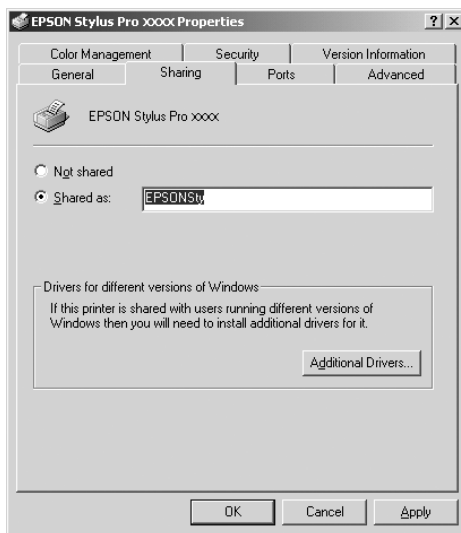 EPSON Stylus Pro XXXX Properties
? X
Color Management Security Version Information
General Sharing Ports Advanced
EPSON Stylus Pro xxxx
Not shared
Shared as: EPSONSty
Drivers for different versions of Windows
If this printer is shared with users running different versions of
Windows then you will need to install additional drivers for it.
Additional Drivers...
OK Cancel Apply